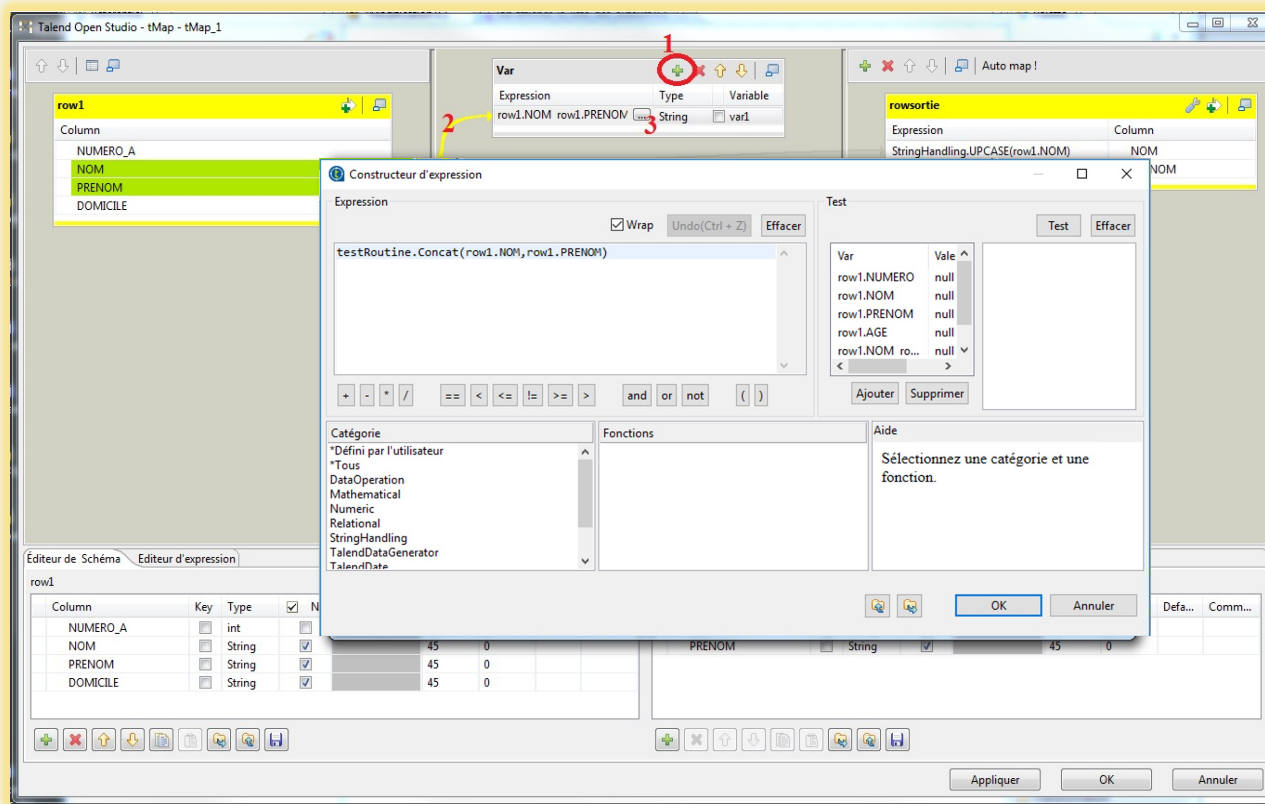 Talend Open Studio - tMap - tMap_1
1
Auto map !
row1
Column
NUMERO_A
NOM
PRENOM
DOMICILE
2
Var
Expression Type Variable
row1.NOM row1.PRENOM ... String var1
3
rowsortie
Expression Column
StringHandling.UPCASE(row1.NOM) NOM
NOM
Constructeur d'expression
Expression
Wrap Undo(Ctrl + Z) Effacer
testRoutine.Concat(row1.NOM,row1.PRENOM)
+ - * / == < <= != >= > and or not ( )
Test
Test Effacer
Var Vale
row1.NUMERO null
row1.NOM null
row1.PRENOM null
row1.AGE null
row1.NOM ro... null
Ajouter Supprimer
Catégorie
*Défini par l'utilisateur
*Tous
DataOperation
Mathematical
Numeric
Relational
StringHandling
TalendDataGenerator
TalendDate
Fonctions
Aide
Sélectionnez une catégorie et une
fonction.
OK Annuler
Éditeur de Schéma Editeur d'expression
row1
Column Key Type N
NUMERO_A int
NOM String 45 0
PRENOM String 45 0
DOMICILE String 45 0
Defa... Comm...
PRENOM String 45 0
Appliquer OK Annuler